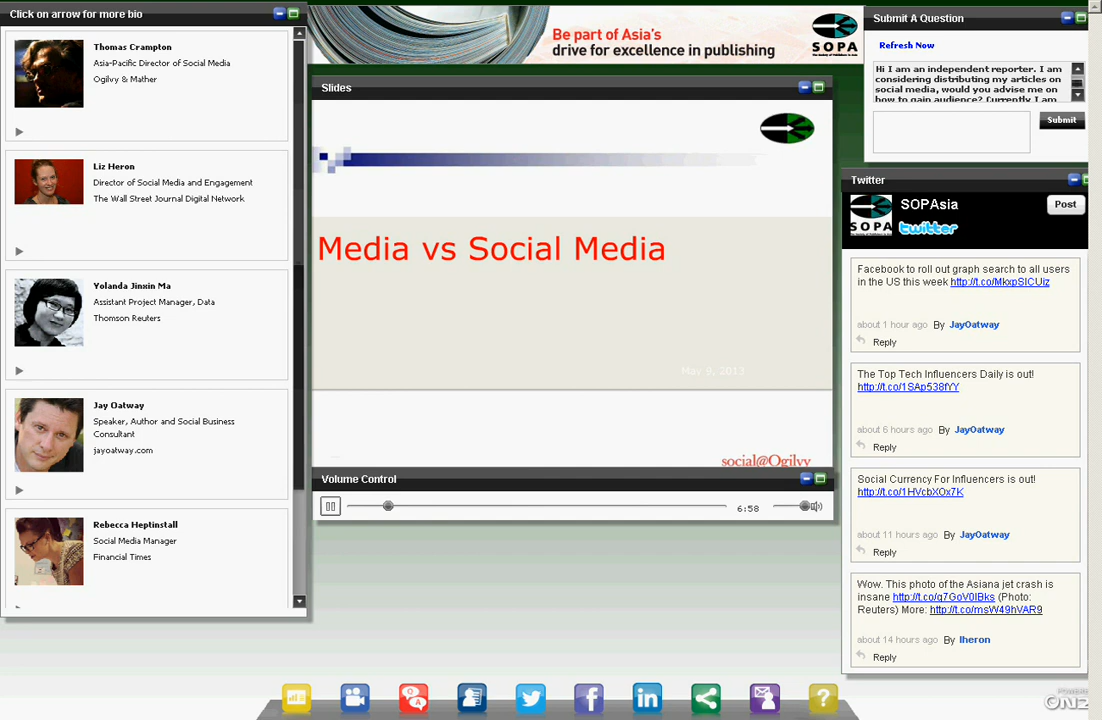 Click on arrow for more bio
Thomas Crampton
Asia-Pacific Director of Social Media
Ogilvy & Mather
Liz Heron
Director of Social Media and Engagement
The Wall Street Journal Digital Network
Yolanda Jinxin Ma
Assistant Project Manager, Data
Thomson Reuters
Jay Oatway
Speaker, Author and Social Business
Consultant
jayoatway.com
Rebecca Heptinstall
Social Media Manager
Financial Times
Be part of Asia's
drive for excellence in publishing
SOPA
Slides
Media vs Social Media
May 9, 2013
social@Ogilvy
Volume Control
6:58
Submit A Question
Refresh Now
Hi I am an independent reporter. I am
considering distributing my articles on
social media, would you advise me on
how to gain audience? Currently I am
Submit
Twitter
SOPA
SOPAsia
twitter
Post
Facebook to roll out graph search to all users
in the US this week http://t.co/MkxpSICUiz
about 1 hour ago By JayOatway
Reply
The Top Tech Influencers Daily is out!
http://t.co/1SAp538fYY
about 6 hours ago By JayOatway
Reply
Social Currency For Influencers is out!
http://t.co/1HVcbXOx7K
about 11 hours ago By JayOatway
Reply
Wow. This photo of the Asiana jet crash is
insane http://t.co/q7GoV0IBks (Photo:
Reuters) More: http://t.co/msW49hVAR9
about 14 hours ago By lheron
Reply
Q
A
in
?
POWERED
ON24